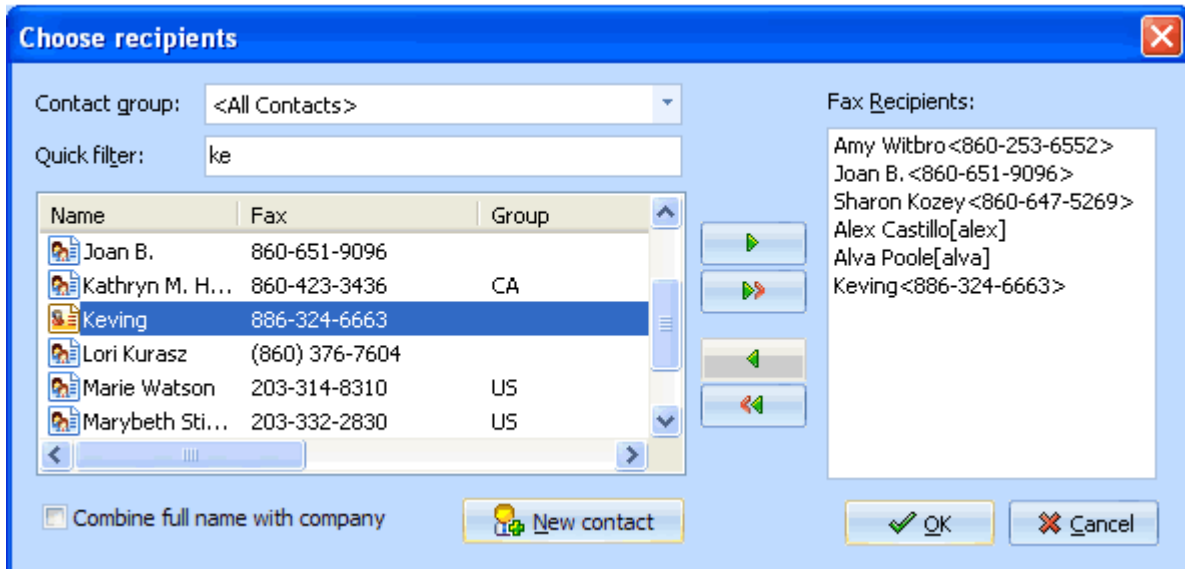 Choose recipients
Contact group: <All Contacts>
Quick filter: ke
Name Fax Group
Joan B. 860-651-9096
Kathryn M. H... 860-423-3436 CA
Keving 886-324-6663
Lori Kurasz (860) 376-7604
Marie Watson 203-314-8310 US
Marybeth Sti... 203-332-2830 US
Combine full name with company
New contact
Fax Recipients:
Amy Witbro<860-253-6552>
Joan B.<860-651-9096>
Sharon Kozey<860-647-5269>
Alex Castillo[alex]
Alva Poole[alva]
Keving<886-324-6663>
OK Cancel